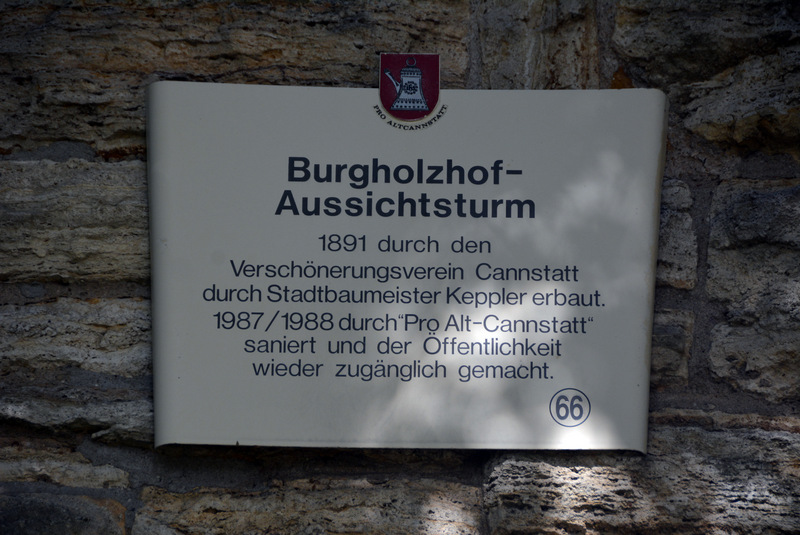 PRO ALTCANNSTATT
Burgholzhof-
Aussichtsturm
1891 durch den
Verschönerungsverein Cannstatt
durch Stadtbaumeister Keppler erbaut.
1987/1988 durch "Pro Alt-Cannstatt"
saniert und der Öffentlichkeit
wieder zugänglich gemacht.
66